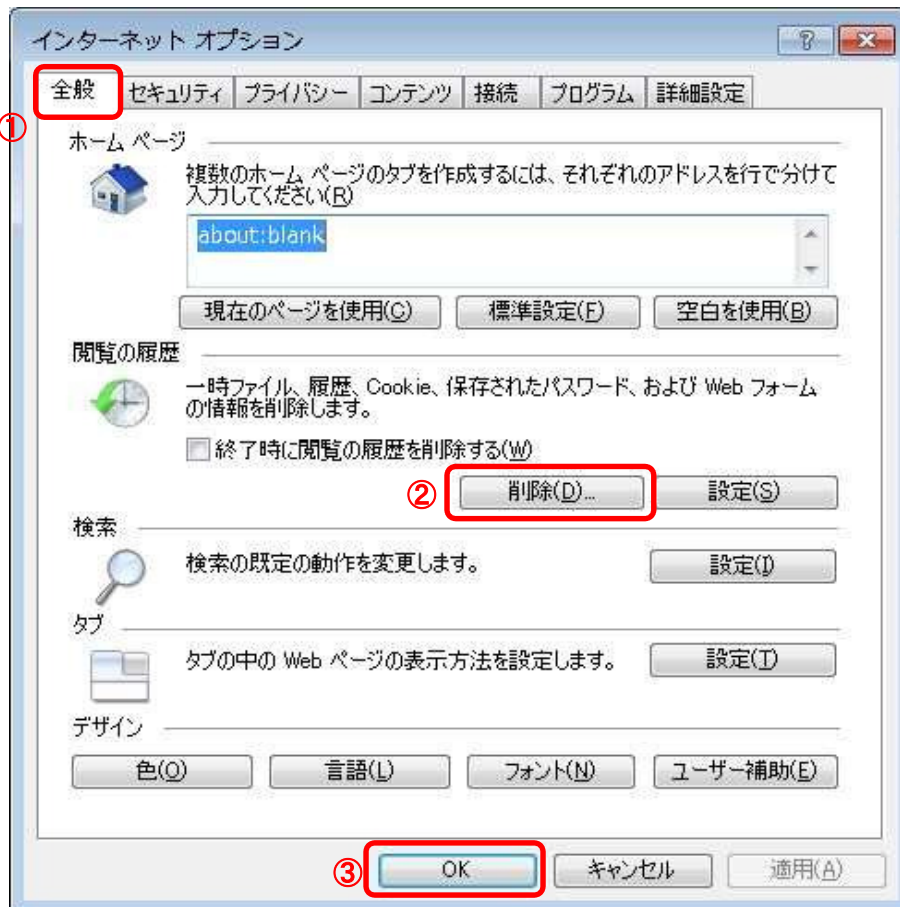 インターネット オプション
全般 セキュリティ プライバシー コンテンツ 接続 プログラム 詳細設定
①
ホーム ページ
複数のホーム ページのタブを作成するには、それぞれのアドレスを行で分けて
入力してください(R)
about:blank
現在のページを使用(C) 標準設定(F) 空白を使用(B)
閲覧の履歴
一時ファイル、履歴、Cookie、保存されたパスワード、および Web フォーム
の情報を削除します。
終了時に閲覧の履歴を削除する(W)
② 削除(D)... 設定(S)
検索
検索の既定の動作を変更します。 設定(I)
タブ
タブの中の Web ページの表示方法を設定します。 設定(T)
デザイン
色(O) 言語(L) フォント(N) ユーザー補助(E)
③ OK キャンセル 適用(A)